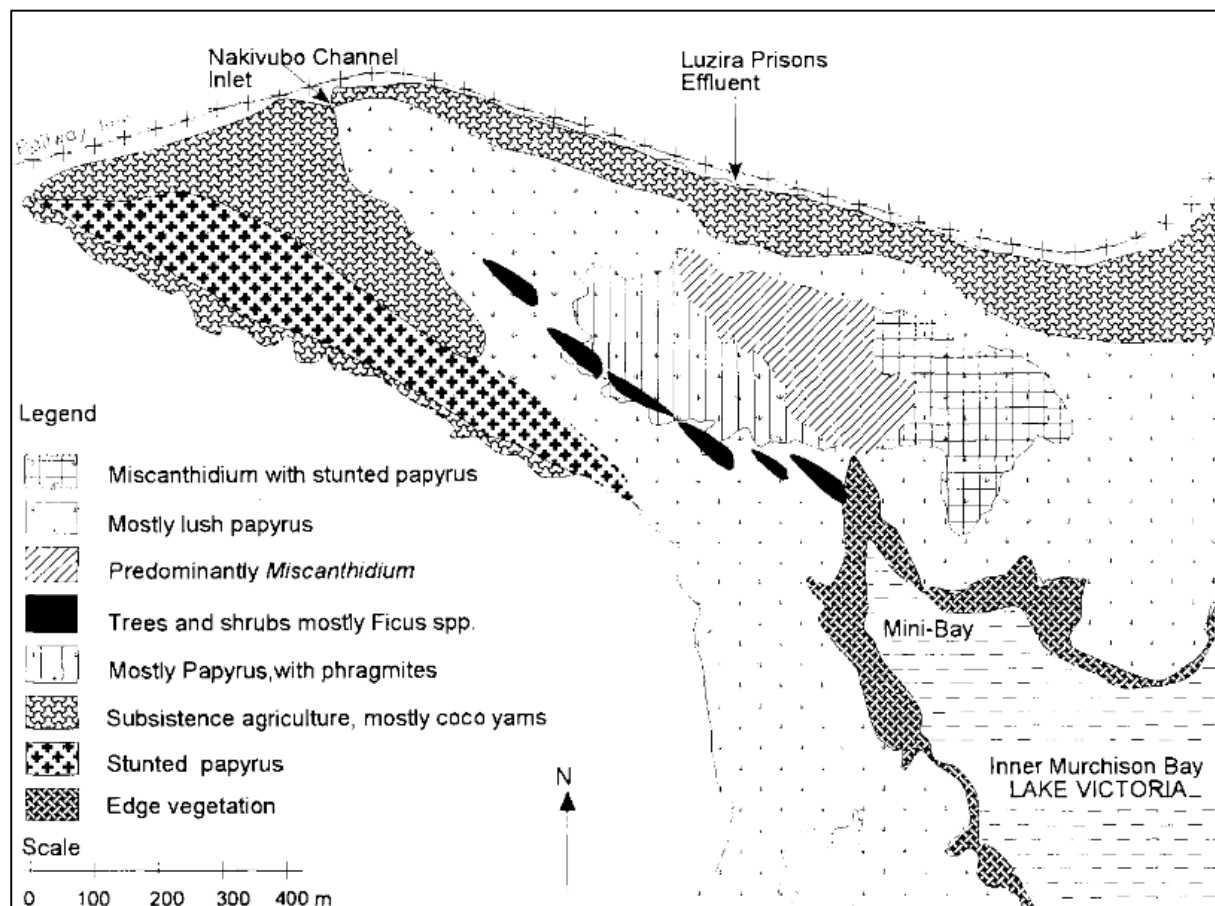 Nakivubo Channel
Inlet
Luzira Prisons
Effluent
Railway line
Legend
Miscanthidium with stunted papyrus
Mostly lush papyrus
Predominantly Miscanthidium
Trees and shrubs mostly Ficus spp.
Mostly Papyrus,with phragmites
Subsistence agriculture, mostly coco yams
Stunted papyrus
Edge vegetation
Scale
0 100 200 300 400 m
N
Mini-Bay
Inner Murchison Bay
LAKE VICTORIA